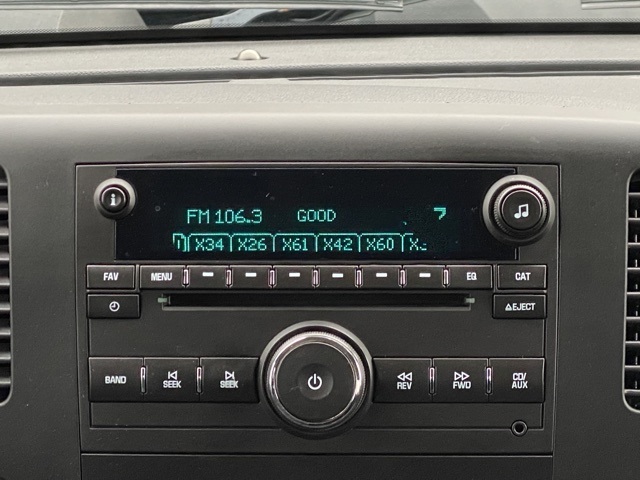 i
FM 106.3 GOOD 7
X34 X26 X61 X42 X60
FAV MENU EQ CAT
EJECT
BAND SEEK SEEK REV FWD CD/
AUX